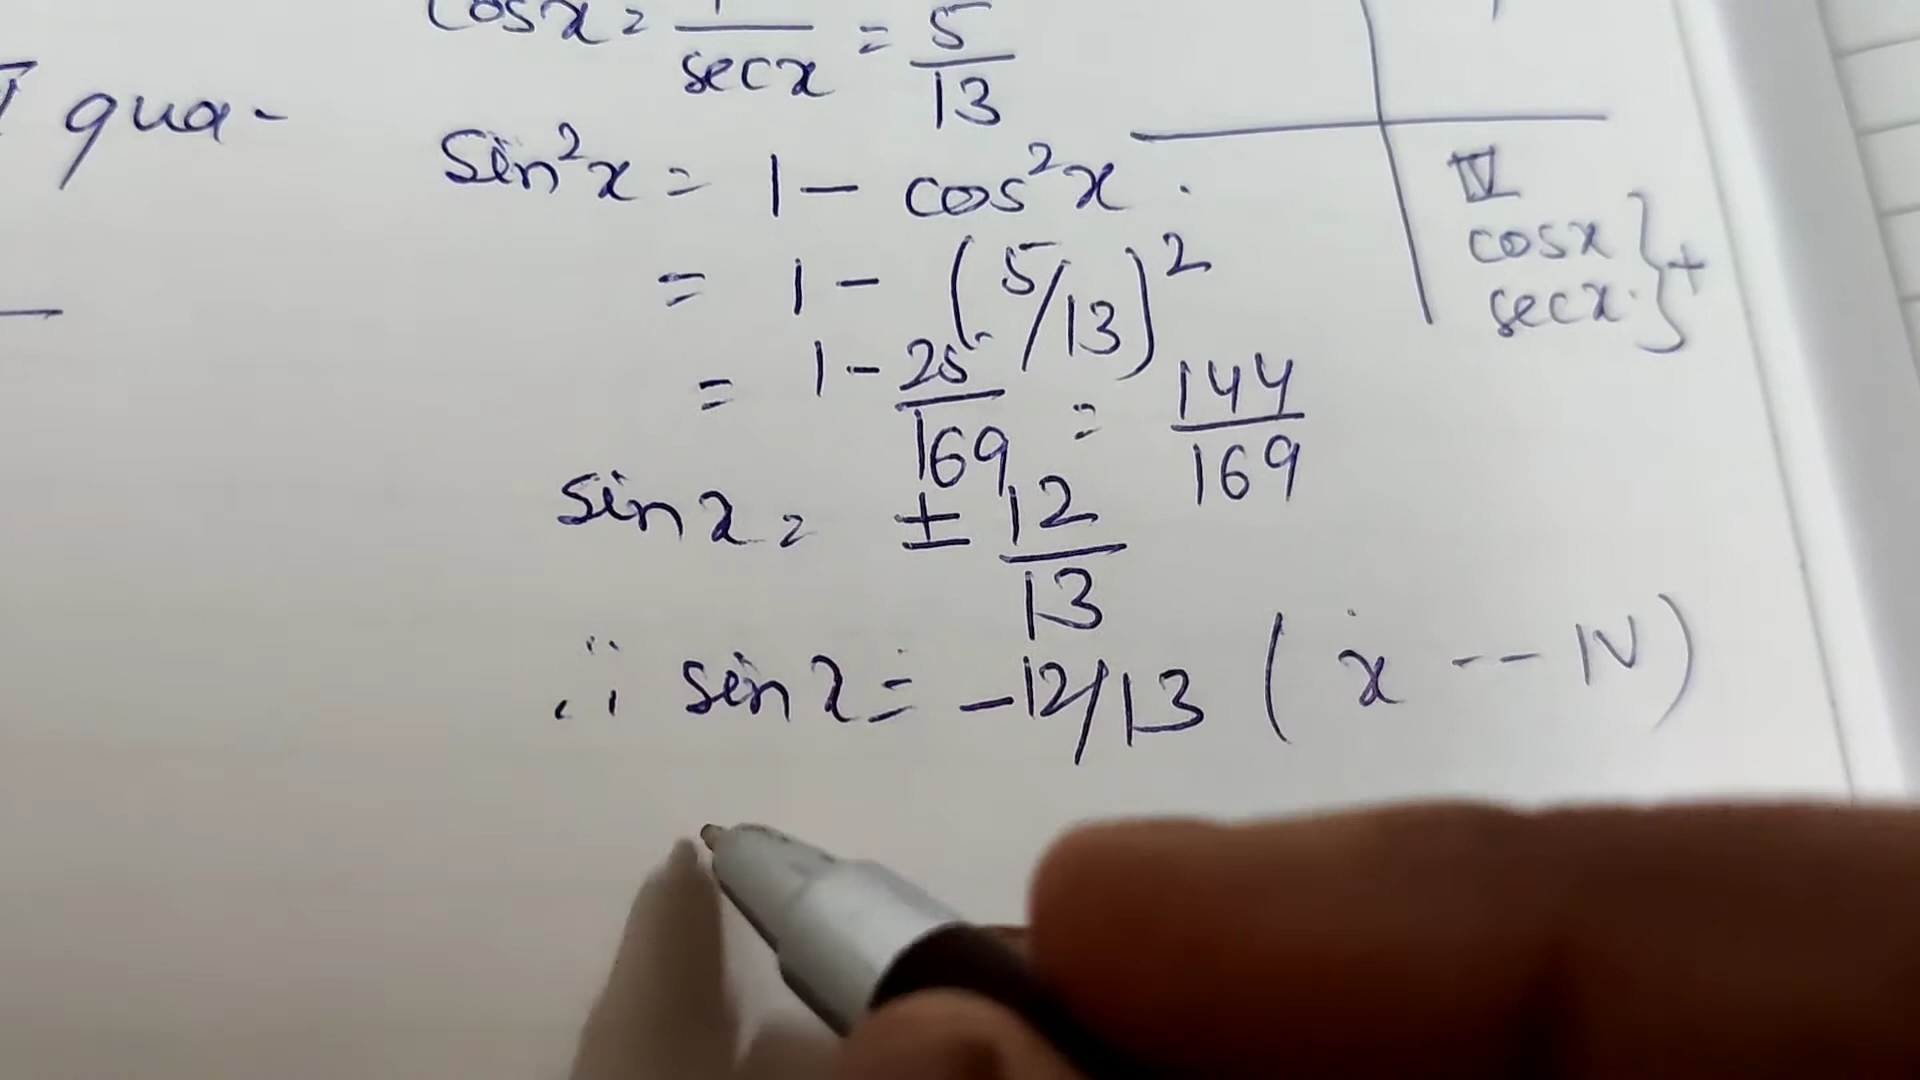 cosx = 1/secx = 5/13
qua-
sin²x = 1 - cos²x.
= 1 - (5/13)²
= 1 - 25/169 = 144/169
sinx = ± 12/13
∴ sinx = -12/13 (x -- IV)
IV
cosx } +
secx.